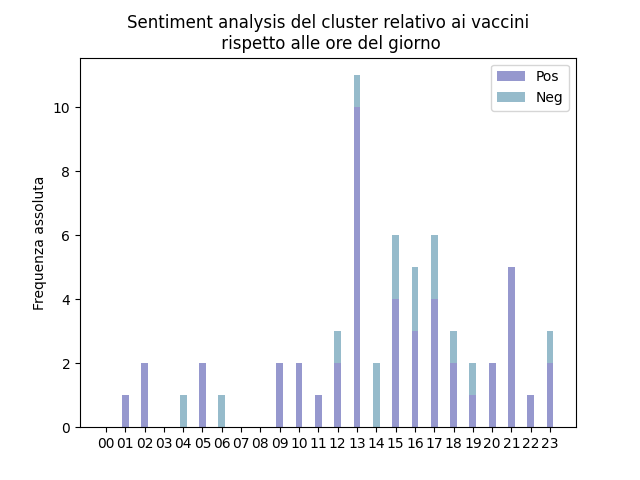 Sentiment analysis del cluster relativo ai vaccini
rispetto alle ore del giorno
Pos
Neg
Frequenza assoluta
10
8
6
4
2
0
00 01 02 03 04 05 06 07 08 09 10 11 12 13 14 15 16 17 18 19 20 21 22 23